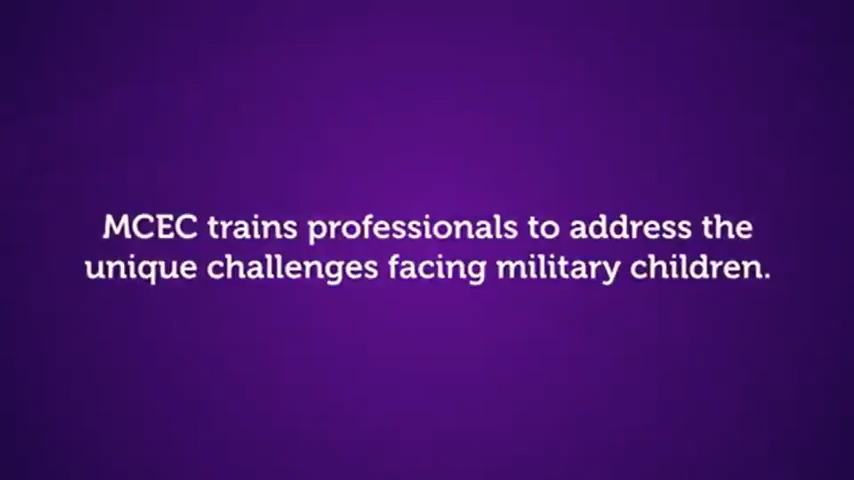 MCEC trains professionals to address the
unique challenges facing military children.